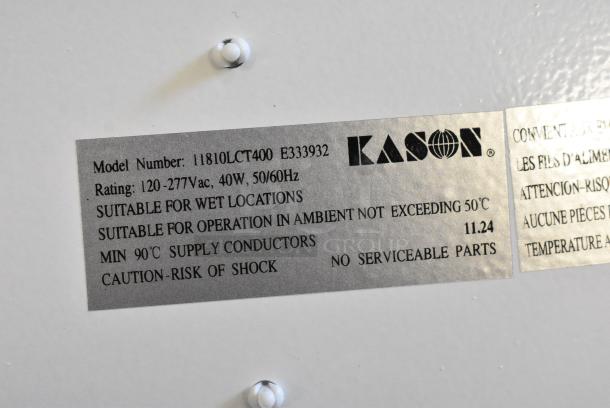 Model Number: 11810LCT400 E333932
KASON®
Rating: 120-277Vac, 40W, 50/60Hz
SUITABLE FOR WET LOCATIONS
SUITABLE FOR OPERATION IN AMBIENT NOT EXCEEDING 50℃
11.24
MIN 90℃ SUPPLY CONDUCTORS
CAUTION-RISK OF SHOCK
NO SERVICEABLE PARTS
GROUP
LES FILS D'ALIME
ATTENCION-RISQ
AUCUNE PIÈCES
TEMPERATURE A